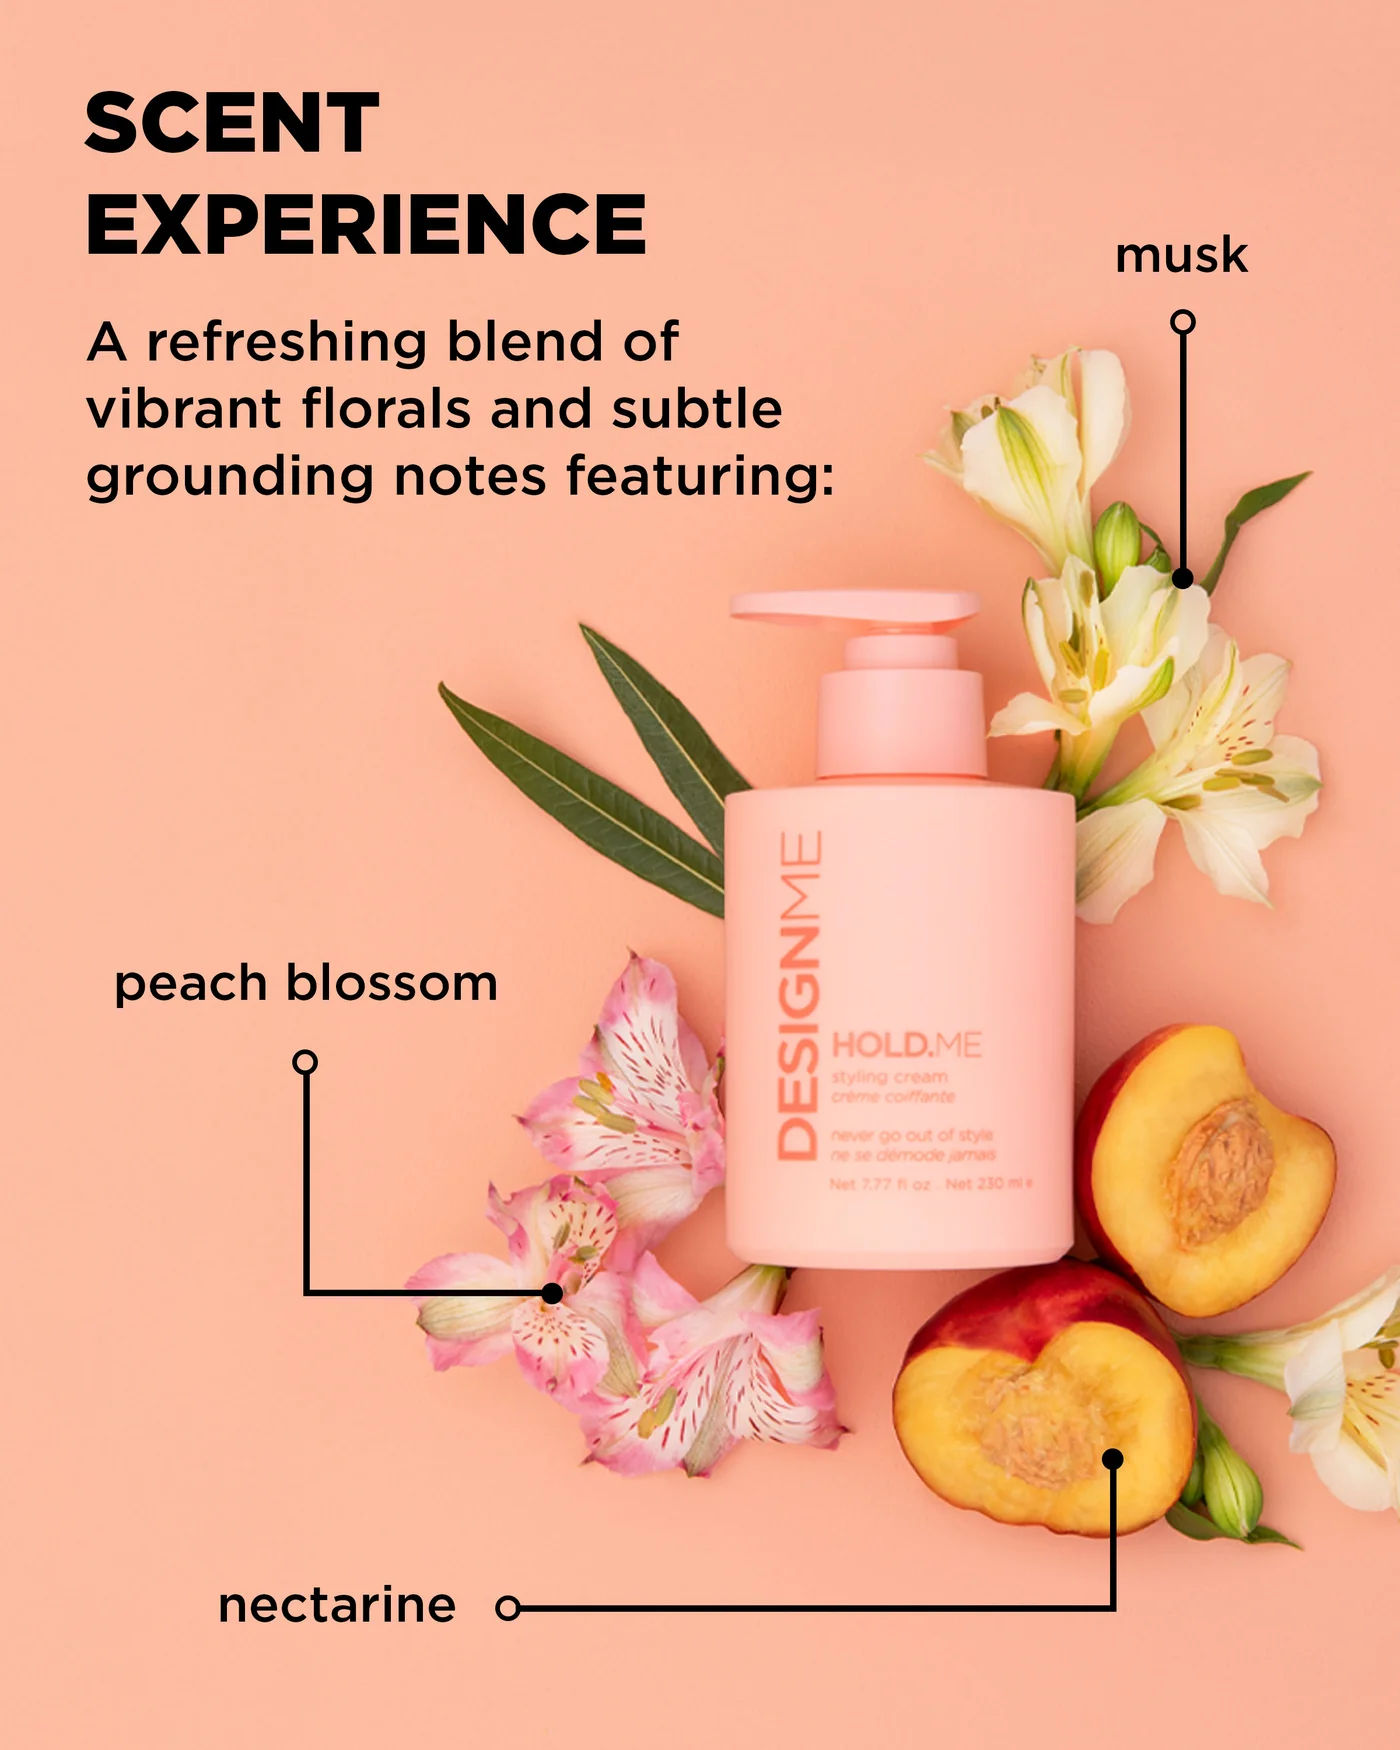 SCENT
EXPERIENCE
A refreshing blend of
vibrant florals and subtle
grounding notes featuring:
musk
peach blossom
nectarine
DESIGNME
HOLD.ME
styling cream
crème coiffante
never go out of style
ne se démode jamais
Net 7,77 fl oz . Net 230 ml e